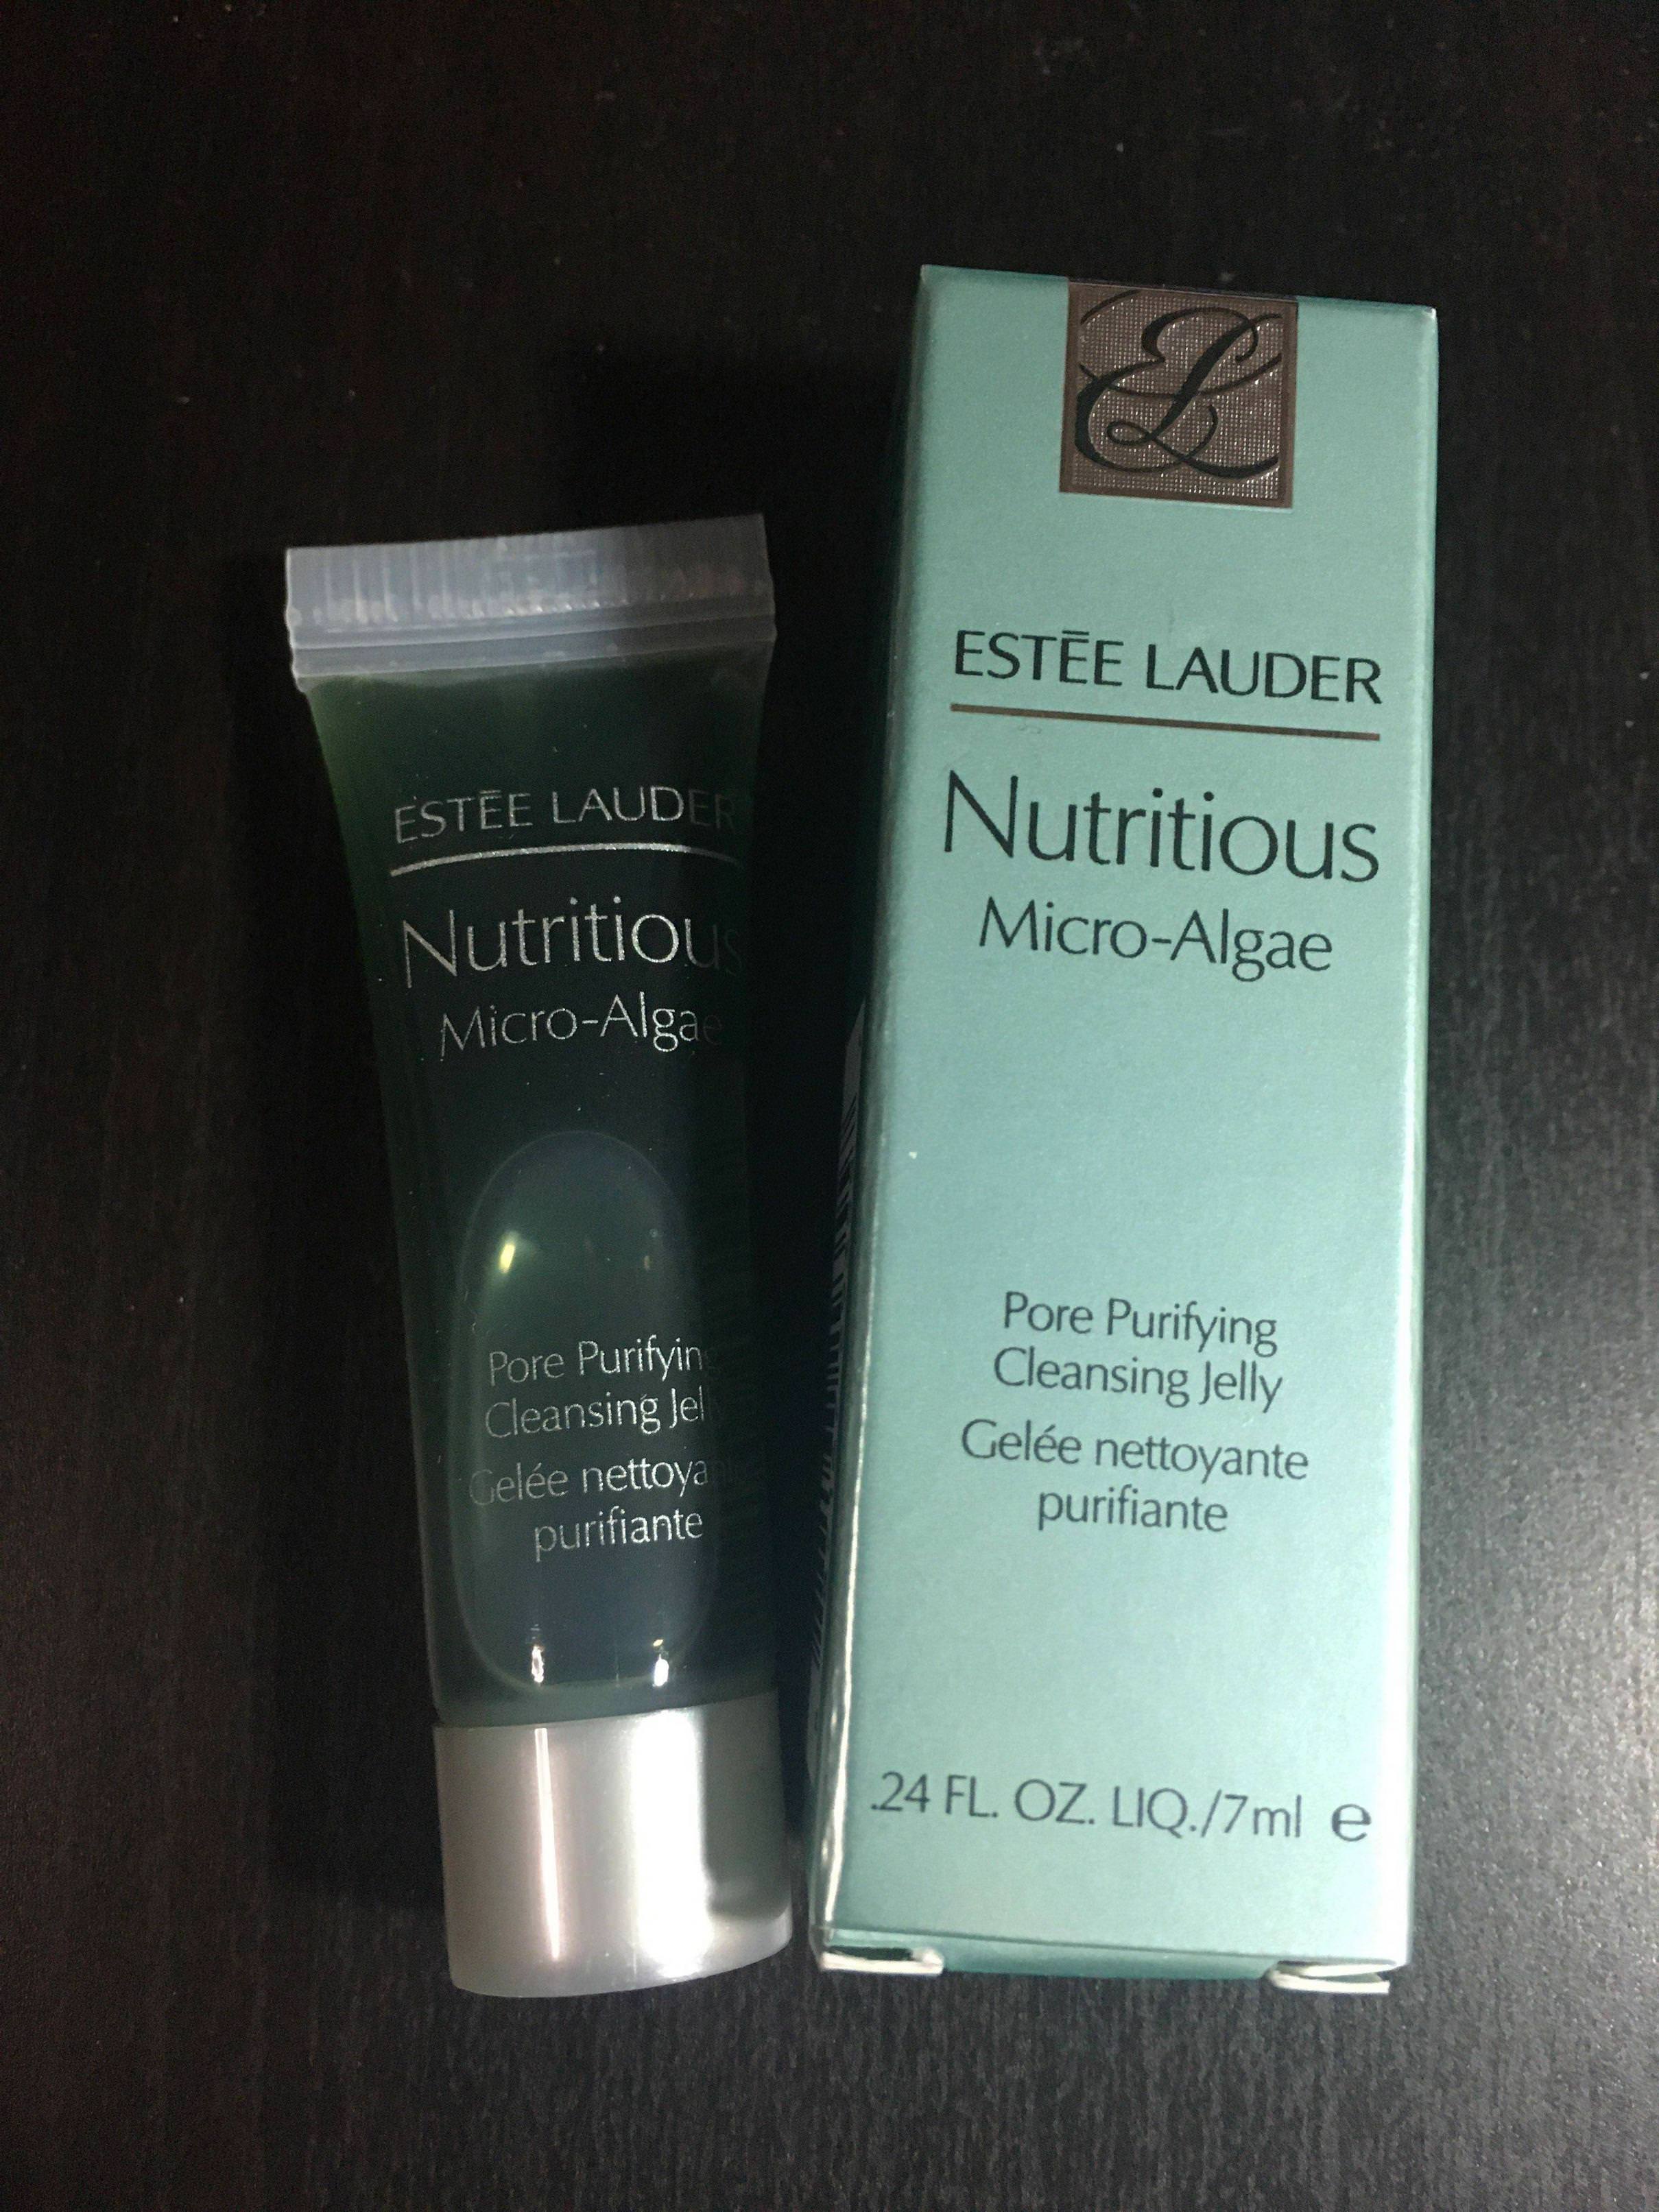 ESTĒE LAUDER
Nutritious
Micro-Algae
Pore Purifying
Cleansing Jelly
Gelée nettoyante
purifiante
EL
ESTĒE LAUDER
Nutritious
Micro-Algae
Pore Purifying
Cleansing Jelly
Gelée nettoyante
purifiante
.24 FL. OZ. LIQ./7ml e